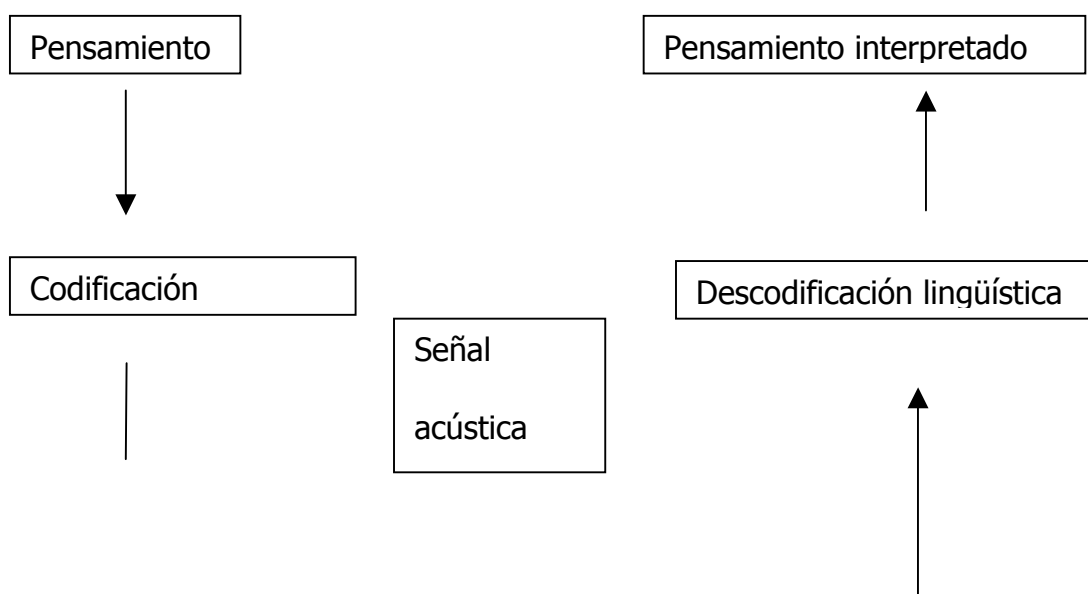 Pensamiento
Pensamiento interpretado
Codificación
Descodificación lingüística
Señal
acústica